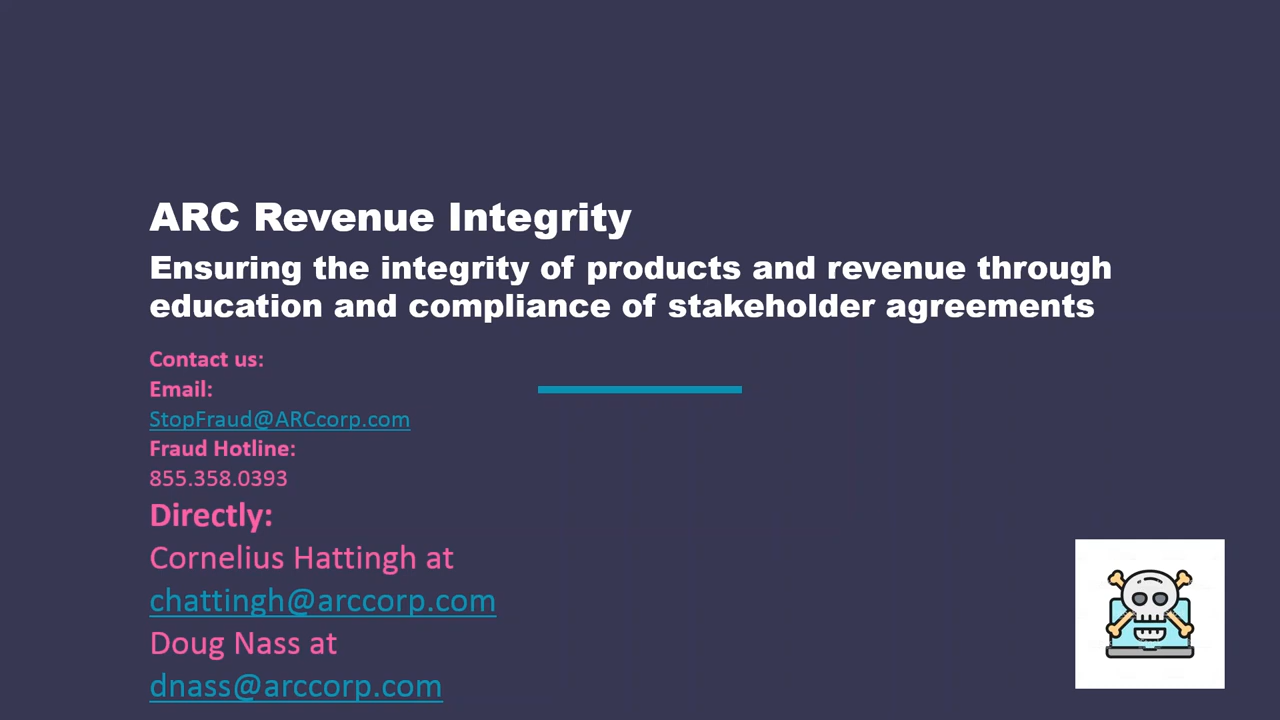 ARC Revenue Integrity
Ensuring the integrity of products and revenue through
education and compliance of stakeholder agreements
Contact us:
Email:
StopFraud@ARCcorp.com
Fraud Hotline:
855.358.0393
Directly:
Cornelius Hattingh at
chattingh@arccorp.com
Doug Nass at
dnass@arccorp.com